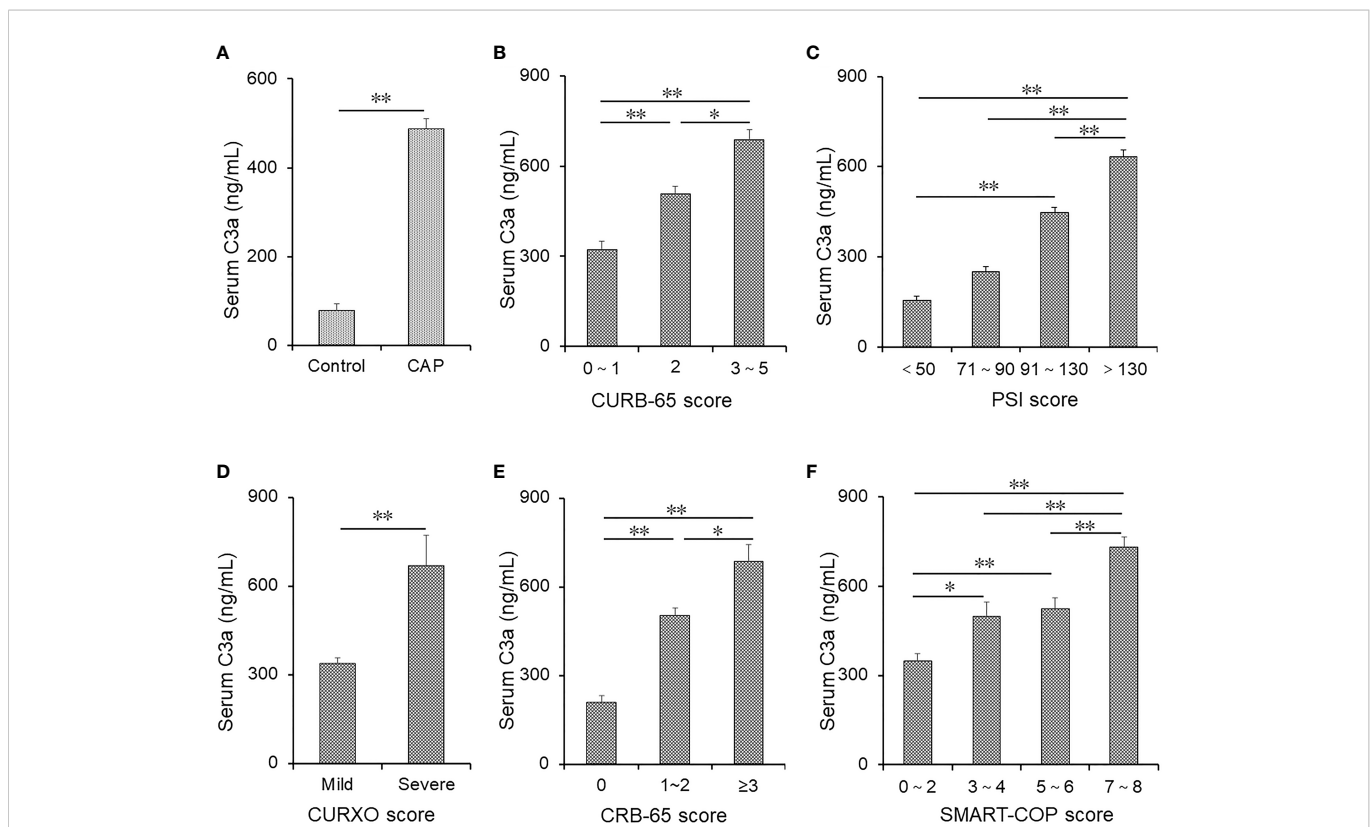 A
600
400
200
0
Serum C3a (ng/mL)
**
Control CAP
B
900
600
300
0
Serum C3a (ng/mL)
**
** *
0 ~ 1 2 3 ~ 5
CURB-65 score
C
900
600
300
0
Serum C3a (ng/mL)
**
**
**
**
< 50 71 ~ 90 91 ~ 130 > 130
PSI score
D
900
600
300
0
Serum C3a (ng/mL)
**
Mild Severe
CURXO score
E
900
600
300
0
Serum C3a (ng/mL)
**
** *
0 1~2 ≥3
CRB-65 score
F
900
600
300
0
Serum C3a (ng/mL)
**
**
**
**
*
0 ~ 2 3 ~ 4 5 ~ 6 7 ~ 8
SMART-COP score